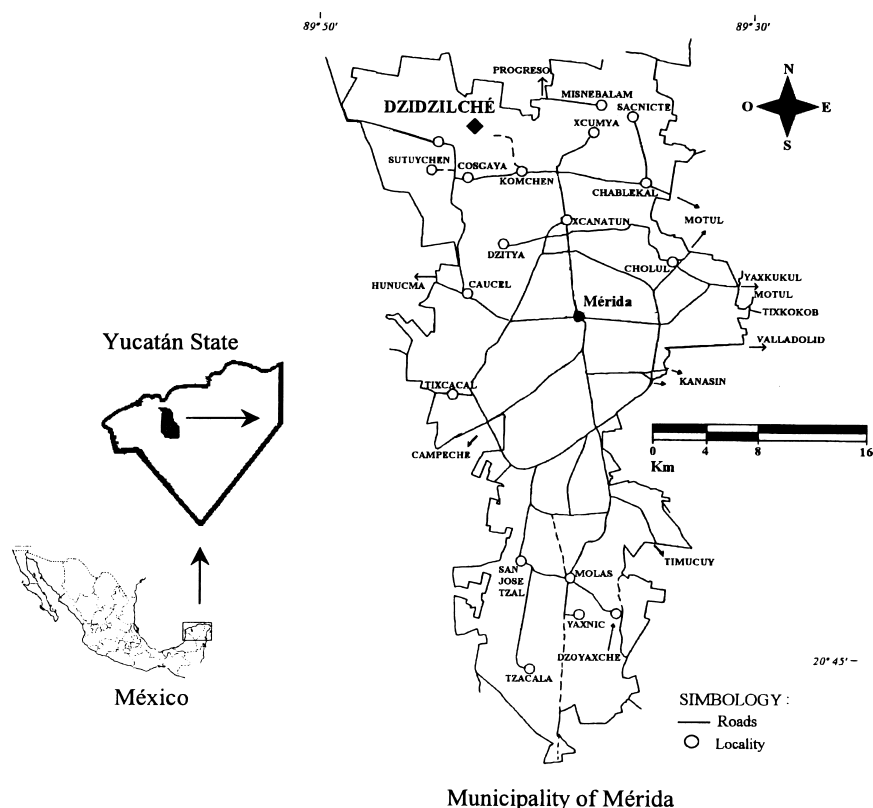 89° 50'
89° 30'
PROGRESO
MISNEBALAM
DZIDZILCHÉ
SACNICTE
XCUMYA
N
O
E
S
SUTUYCHEN
COSGAYA
KOMCHEN
CHABLEKAL
MOTUL
XCANATUN
DZITYA
CHOLUL
HUNUCMA
CAUCEL
YAXKUKUL
MOTUL
TIXKOKOB
Mérida
VALLADOLID
Yucatán State
TIXCACAL
KANASIN
CAMPECHE
0
4
8
16
Km
TIMUCUY
SAN
JOSE
TZAL
MOLAS
YAXNIC
DZOYAXCHE
TZACALA
20° 45'
México
SIMBOLOGY :
Roads
Locality
Municipality of Mérida